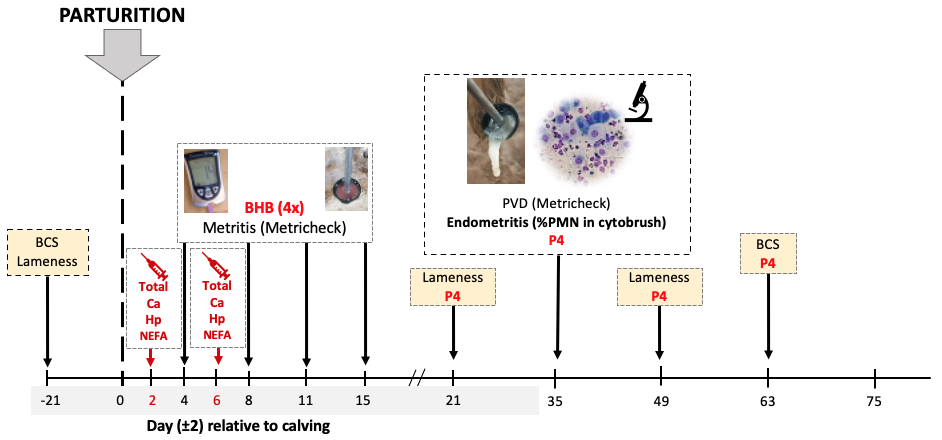 PARTURITION
BHB (4x)
Metritis (Metricheck)
PVD (Metricheck)
Endometritis (%PMN in cytobrush)
P4
BCS
Lameness
Total
Ca
Hp
NEFA
Total
Ca
Hp
NEFA
Lameness
P4
Lameness
P4
BCS
P4
-21 0 2 4 6 8 11 15 // 21 35 49 63 75
Day (±2) relative to calving